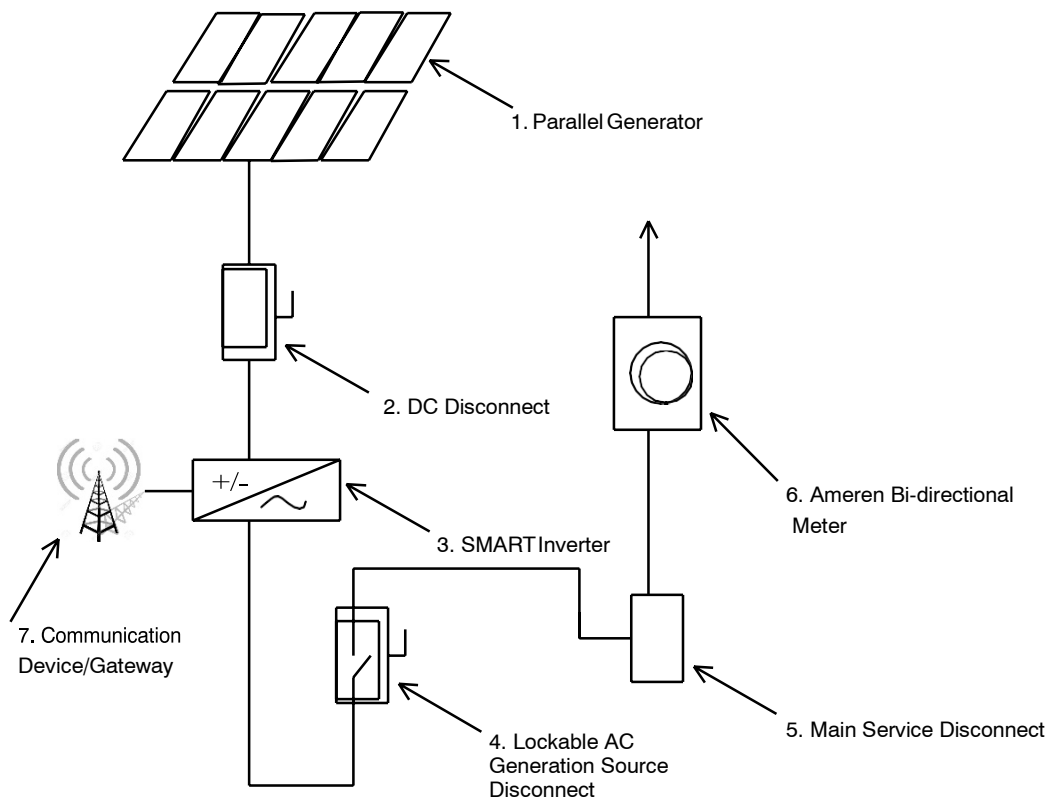 1. Parallel Generator
2. DC Disconnect
+/-
3. SMART Inverter
6. Ameren Bi-directional
Meter
7. Communication
Device/Gateway
4. Lockable AC
Generation Source
Disconnect
5. Main Service Disconnect